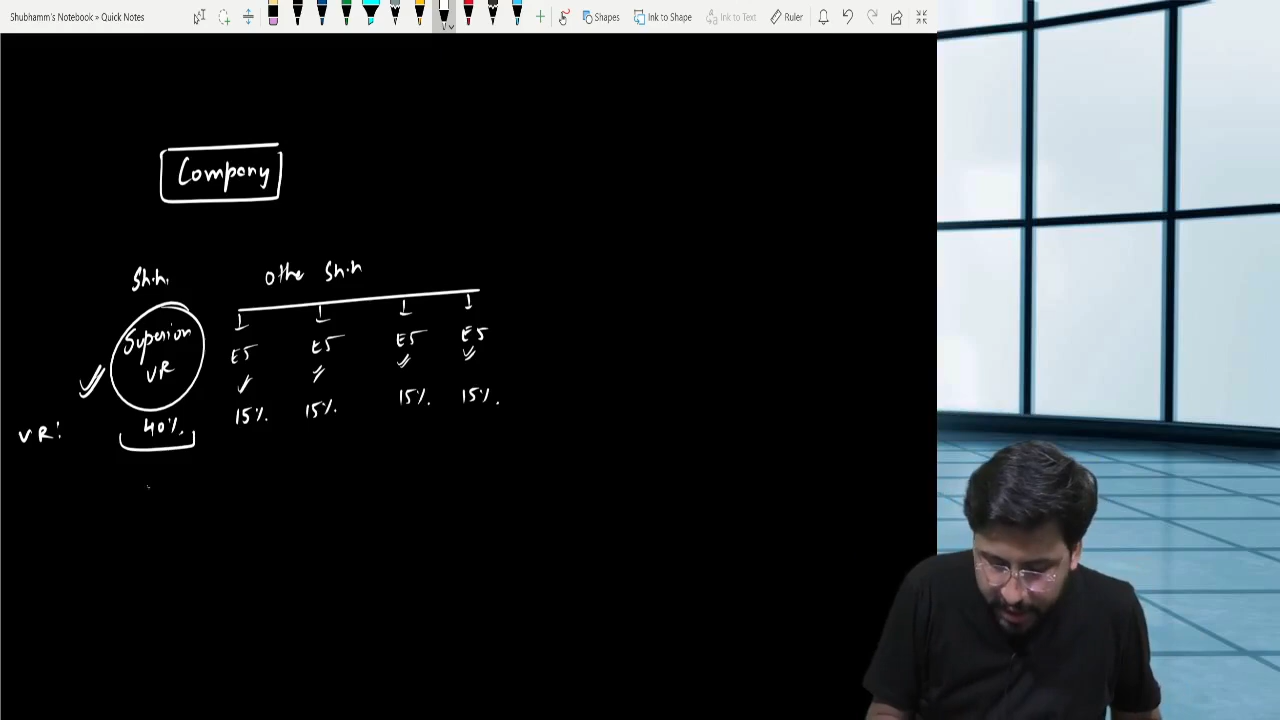 Shubhamm's Notebook » Quick Notes
Shapes
Ink to Shape
Ink to Text
Ruler
Company
Sh.h.
Othe Sh.h
Superior
VR
ES ES ES ES
VR: 40%. 15%. 15%. 15%. 15%.